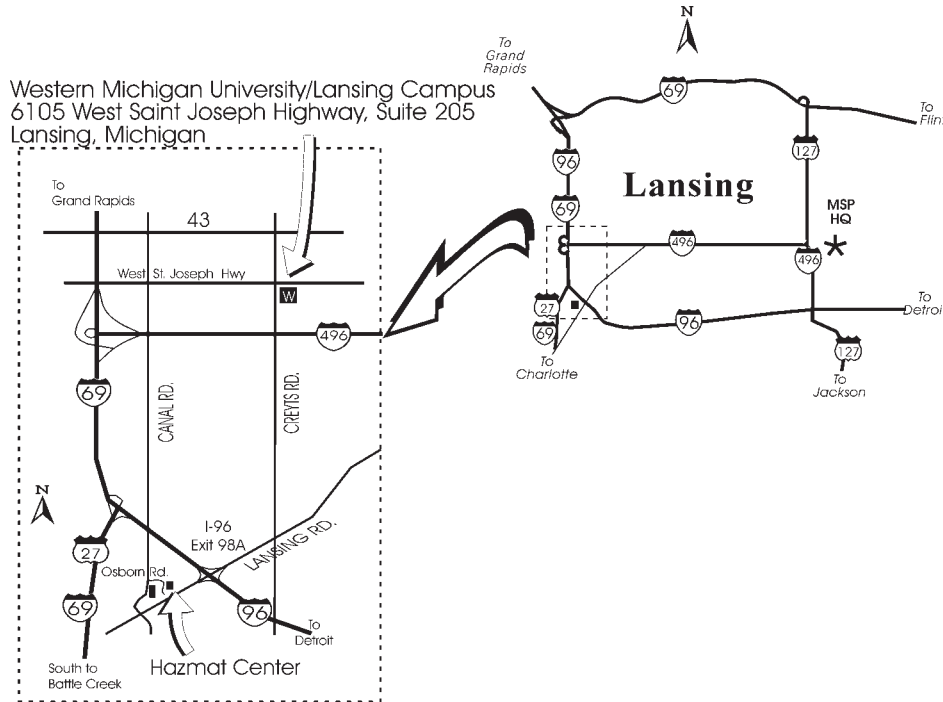 Western Michigan University/Lansing Campus
6105 West Saint Joseph Highway, Suite 205
Lansing, Michigan
To
Grand Rapids
43
West St. Joseph Hwy
W
496
69
CANAL RD.
CREYTS RD.
N
I-96
Exit 98A
LANSING RD.
27
Osborn Rd.
69
96
To
Detroit
South to
Battle Creek
Hazmat Center
N
To
Grand
Rapids
69
To
Flint
96
127
Lansing
69
MSP
HQ
496
496
27
69
96
To
Detroit
To
Charlotte
127
To
Jackson